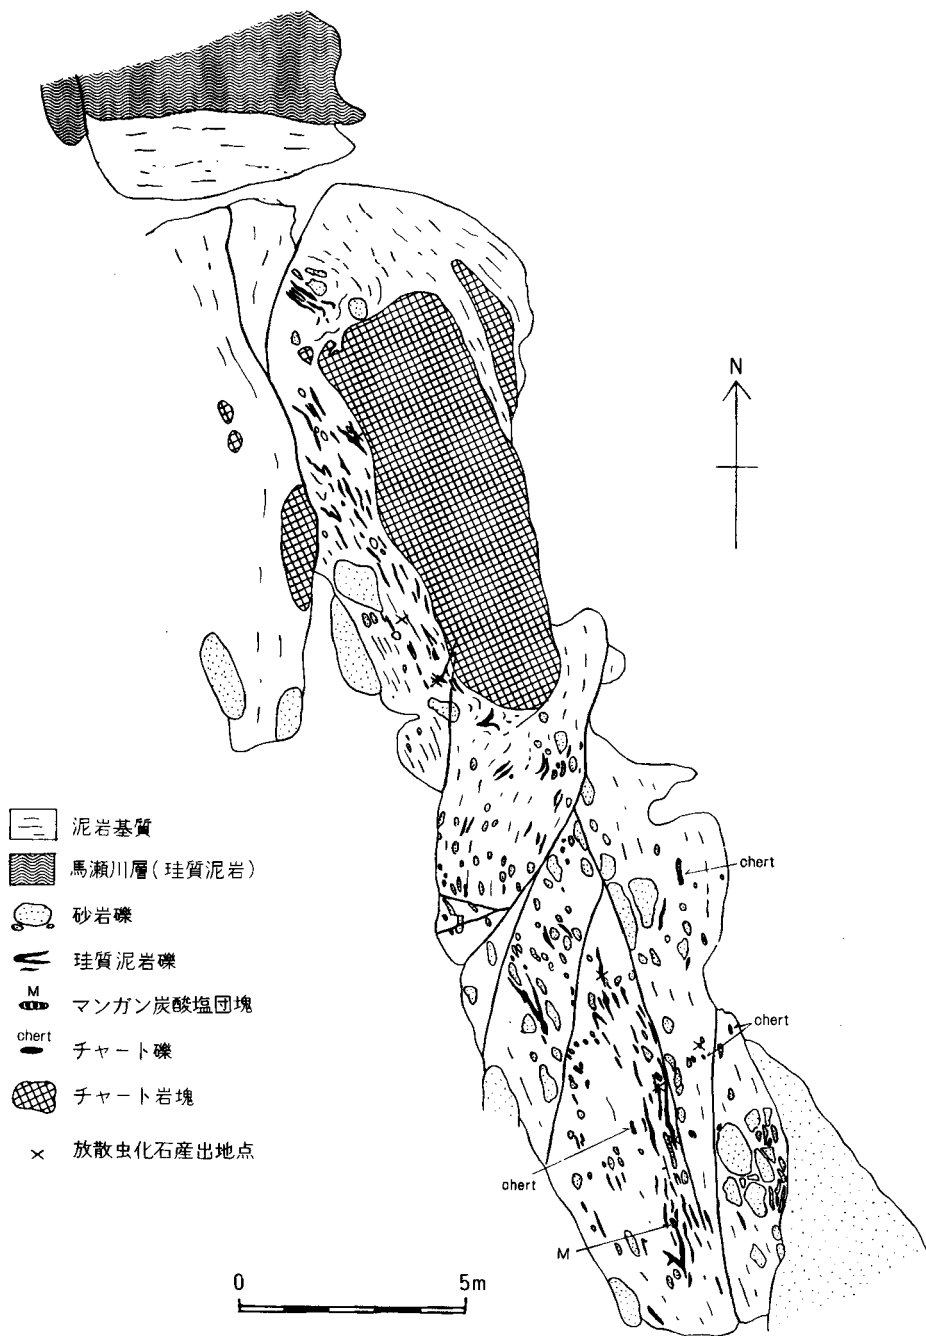 N
泥岩基質
馬瀬川層(珪質泥岩)
砂岩礫
珪質泥岩礫
M
マンガン炭酸塩団塊
chert
チャート礫
チャート岩塊
放散虫化石産出地点
chert
chert
chert
M
0 5m